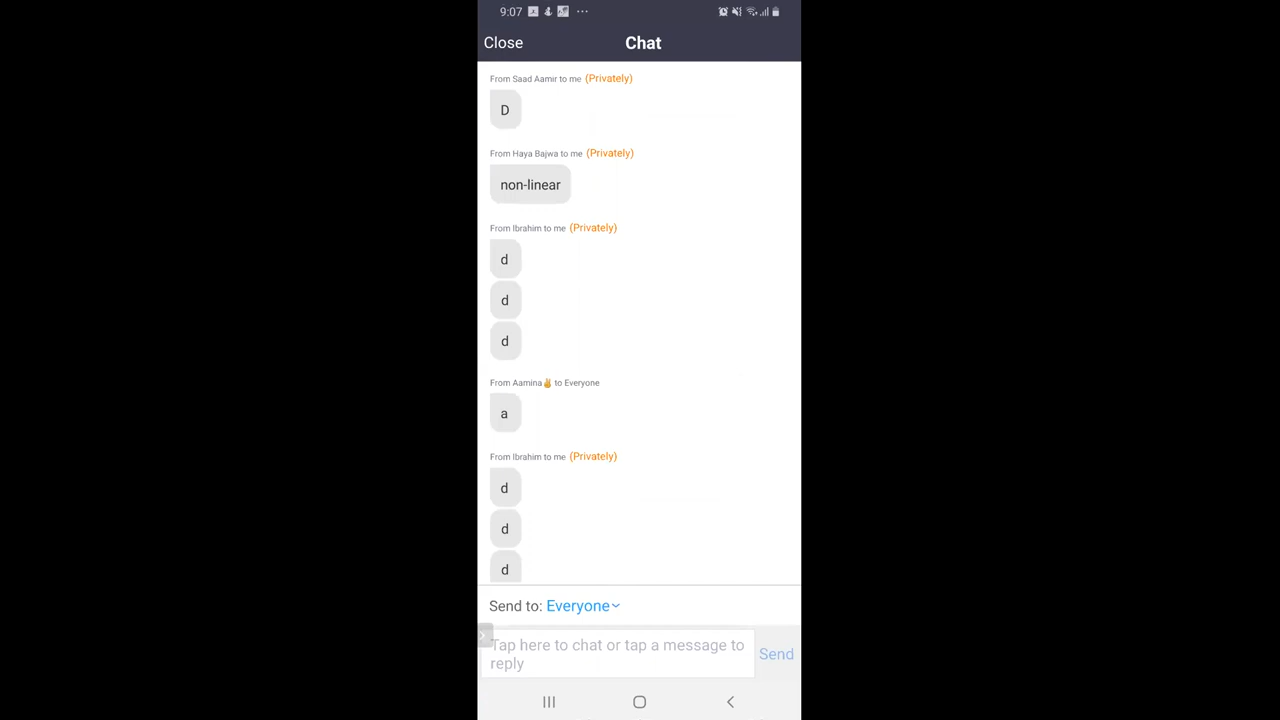 9:07
Close Chat
From Saad Aamir to me (Privately)
D
From Haya Bajwa to me (Privately)
non-linear
From Ibrahim to me (Privately)
d
d
d
From Aamina✌ to Everyone
a
From Ibrahim to me (Privately)
d
d
d
Send to: Everyone
Tap here to chat or tap a message to
reply
Send